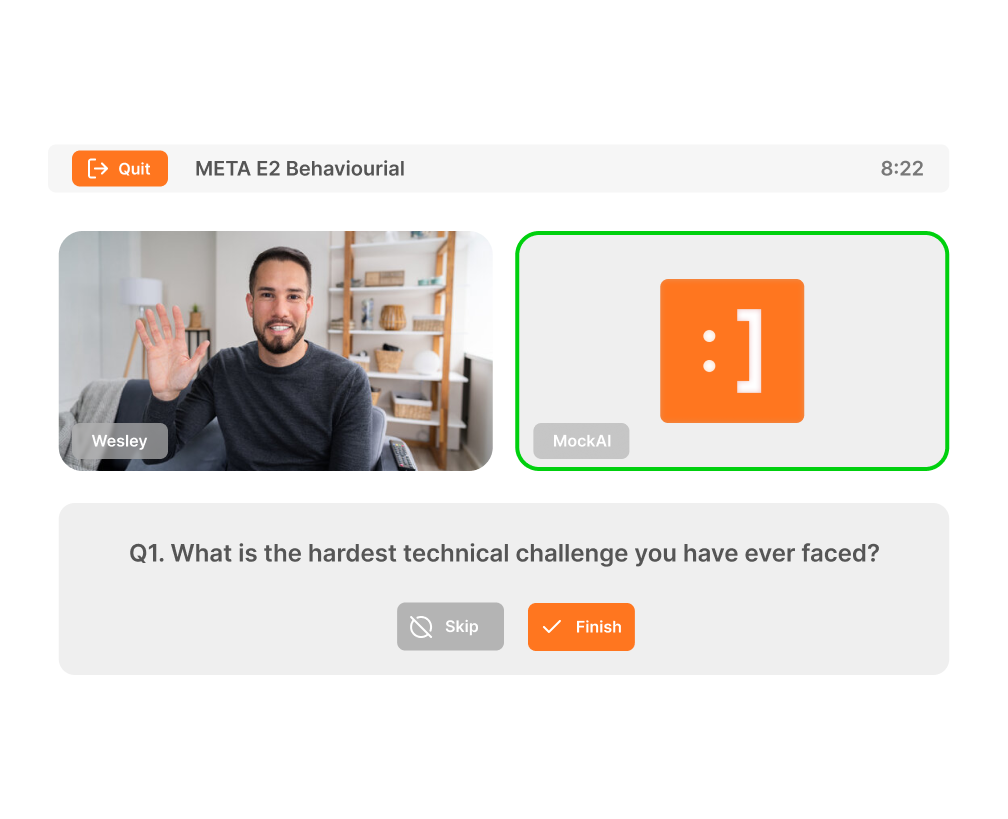 Quit
META E2 Behaviourial
8:22
Wesley
:]
MockAI
Q1. What is the hardest technical challenge you have ever faced?
Skip
Finish